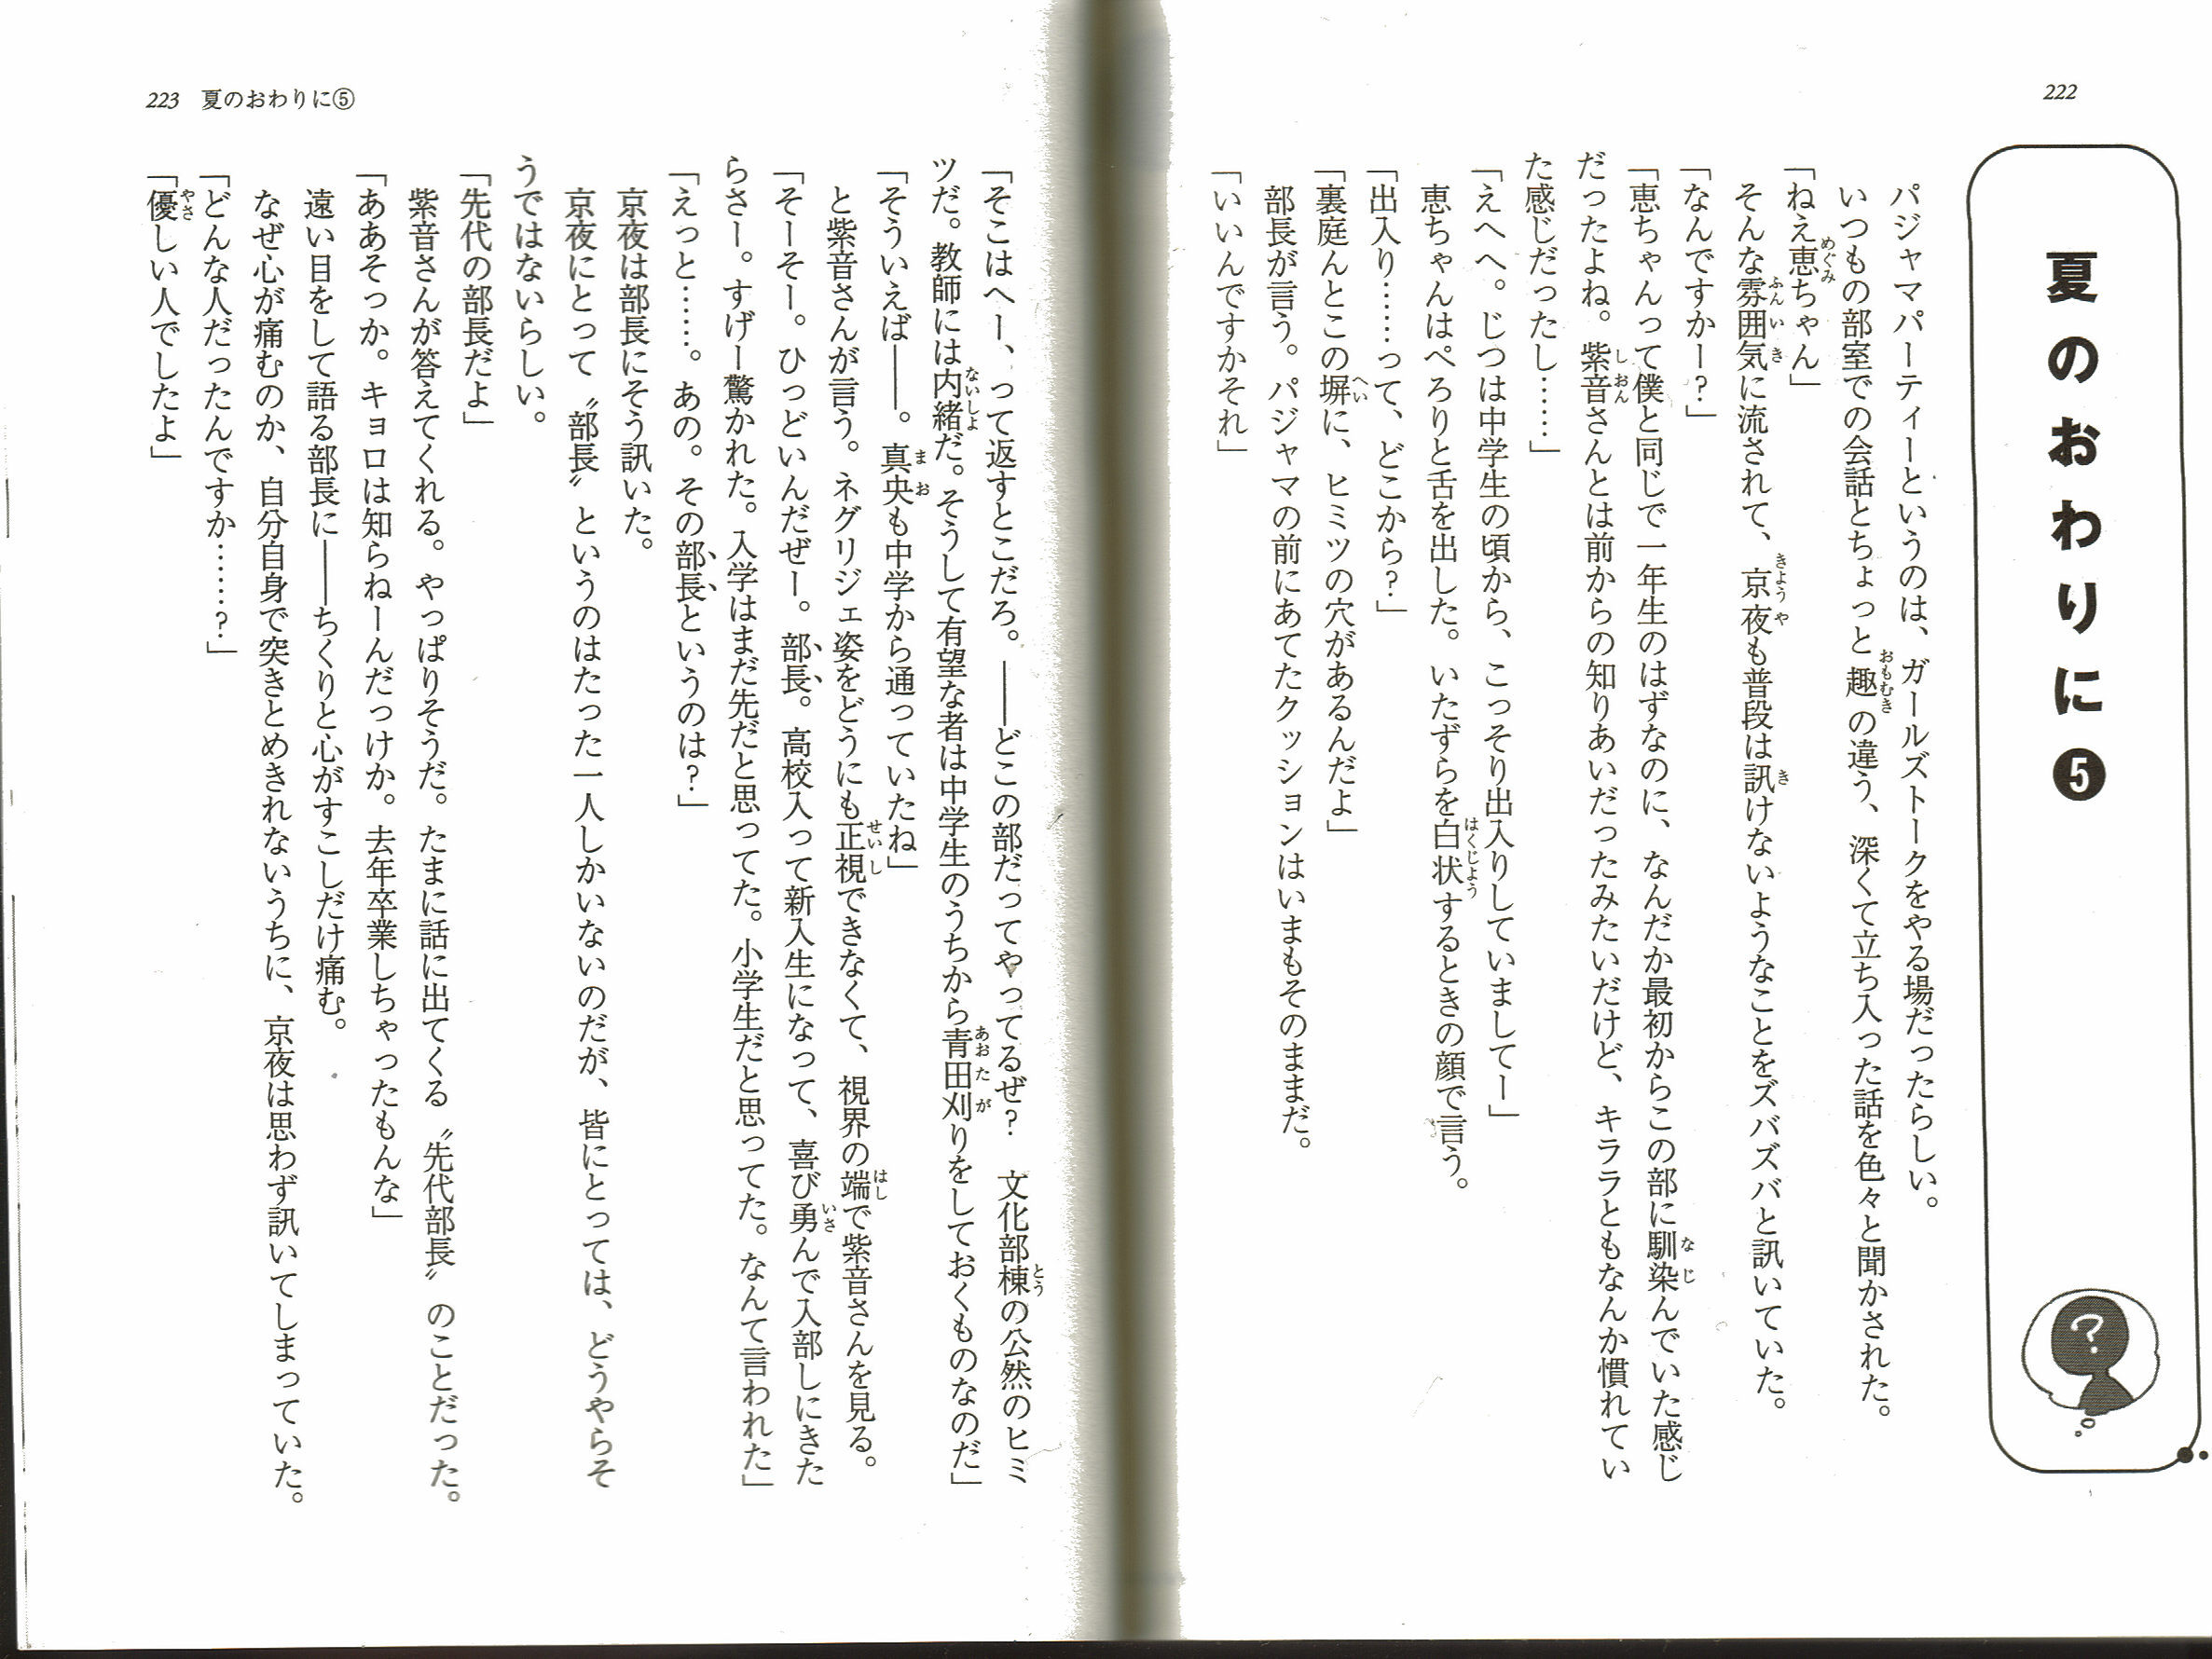 222
夏のおわりに❺
?
パジャマパーティーというのは、ガールズトークをやる場だったらしい。
いつもの部室での会話とちょっと趣の違う、深くて立ち入った話を色々と聞かされた。
「ねえ恵ちゃん」
そんな雰囲気に流されて、京夜も普段は訊けないようなことをズバズバと訊いていた。
「なんですかー?」
「恵ちゃんって僕と同じで一年生のはずなのに、なんだか最初からこの部に馴染んでいた感じ
だったよね。紫音さんとは前からの知りあいだったみたいだけど、キララともなんか慣れてい
た感じだったし……」
「えへへ。じつは中学生の頃から、こっそり出入りしていましてー」
恵ちゃんはぺろりと舌を出した。いたずらを白状するときの顔で言う。
「出入り……って、どこから?」
「裏庭んとこの塀に、ヒミツの穴があるんだよ」
部長が言う。パジャマの前にあてたクッションはいまもそのままだ。
「いいんですかそれ」
223 夏のおわりに⑤
「そこはへー、って返すとこだろ。――どこの部だってやってるぜ? 文化部棟の公然のヒミ
ツだ。教師には内緒だ。そうして有望な者は中学生のうちから青田刈りをしておくものなのだ」
「そういえば――。真央も中学から通っていたね」
と紫音さんが言う。ネグリジェ姿をどうにも正視できなくて、視界の端で紫音さんを見る。
「そーそー。ひっどいんだぜー。部長。高校入って新入生になって、喜び勇んで入部しにきた
らさー。すげー驚かれた。入学はまだ先だと思ってた。小学生だと思ってた。なんて言われた」
「えっと……。あの。その部長というのは?」
京夜は部長にそう訊いた。
京夜にとって〝部長〟というのはたった一人しかいないのだが、皆にとっては、どうやらそ
うではないらしい。
「先代の部長だよ」
紫音さんが答えてくれる。やっぱりそうだ。たまに話に出てくる〝先代部長〟のことだった。
「ああそっか。キョロは知らねーんだっけか。去年卒業しちゃったもんな」
遠い目をして語る部長に――ちくりと心がすこしだけ痛む。
なぜ心が痛むのか、自分自身で突きとめきれないうちに、京夜は思わず訊いてしまっていた。
「どんな人だったんですか……?」
「優しい人でしたよ」